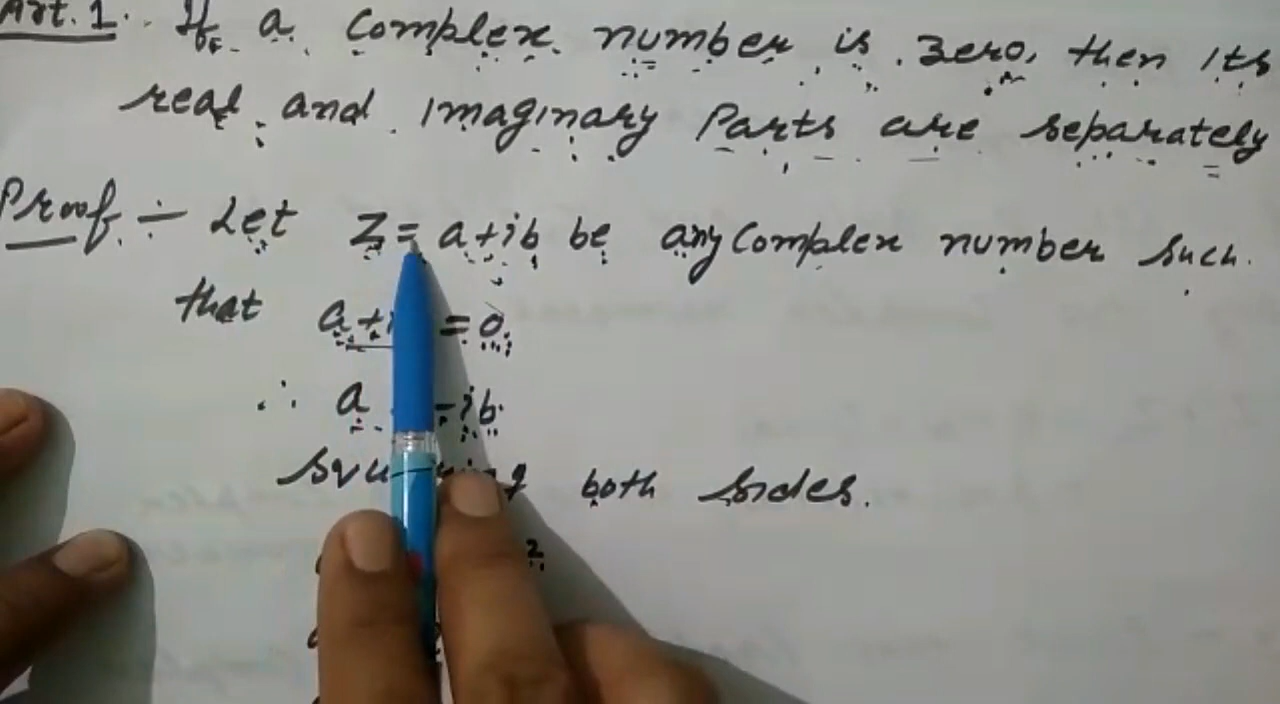 Art. 1. If a Complex number is zero, then its
real and imaginary Parts are separately
Proof :- Let Z = a+ib be any Complex number such
that = 0
∴ a -ib
both sides.
2